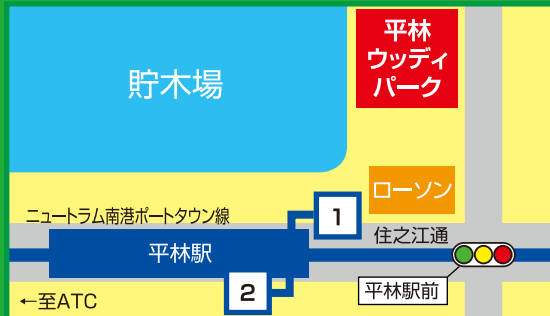 平林
ウッディ
パーク
貯木場
ローソン
ニュートラム南港ポートタウン線
1
住之江通
平林駅
2
平林駅前
←至ATC